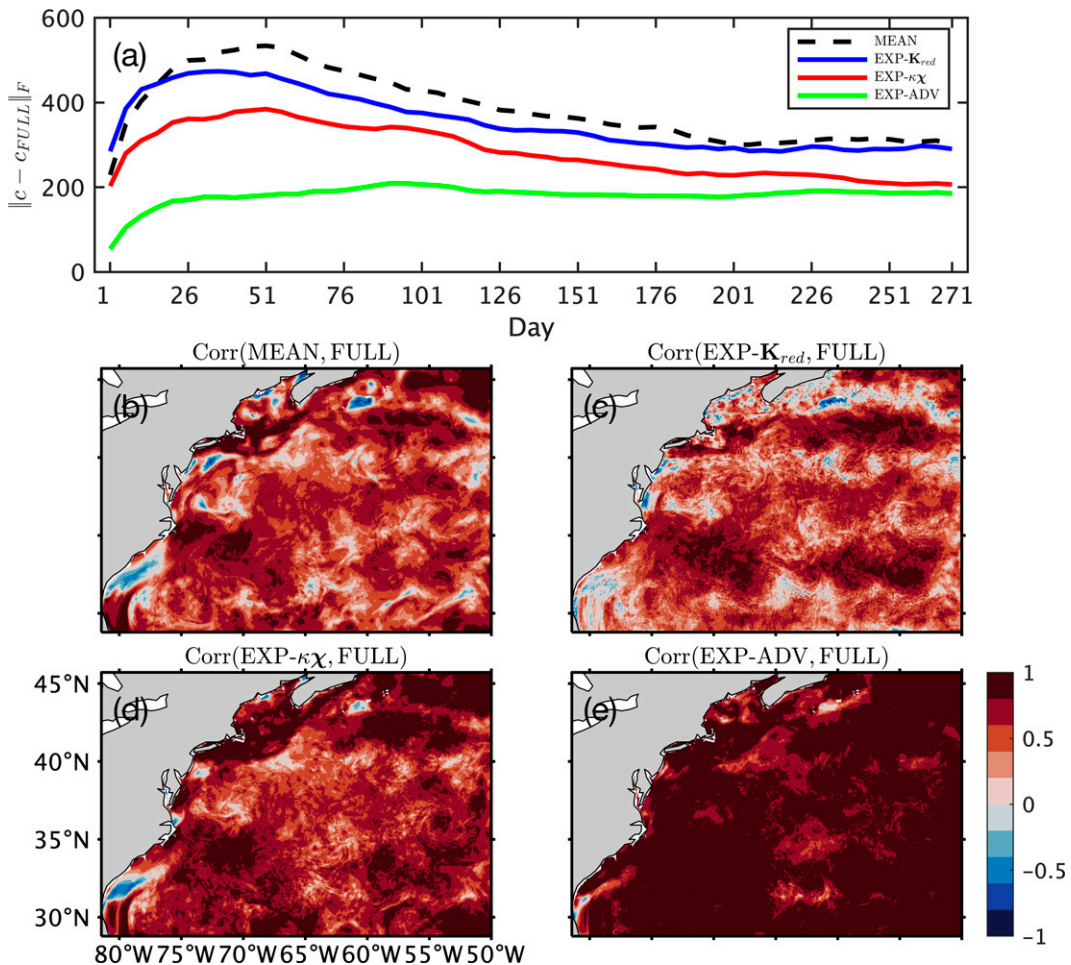 (a)
600
400
200
0
‖c − c_FULL‖_F
MEAN
EXP-K_red
EXP-κχ
EXP-ADV
1 26 51 76 101 126 151 176 201 226 251 271
Day
Corr(MEAN, FULL)
Corr(EXP-K_red, FULL)
(b)
(c)
Corr(EXP-κχ, FULL)
Corr(EXP-ADV, FULL)
(d)
(e)
45°N
40°N
35°N
30°N
80°W 75°W 70°W 65°W 60°W 55°W 50°W
1
0.5
0
-0.5
-1